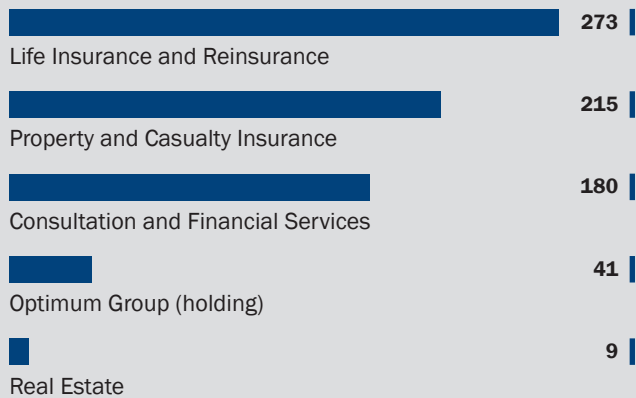 273
Life Insurance and Reinsurance
215
Property and Casualty Insurance
180
Consultation and Financial Services
41
Optimum Group (holding)
9
Real Estate